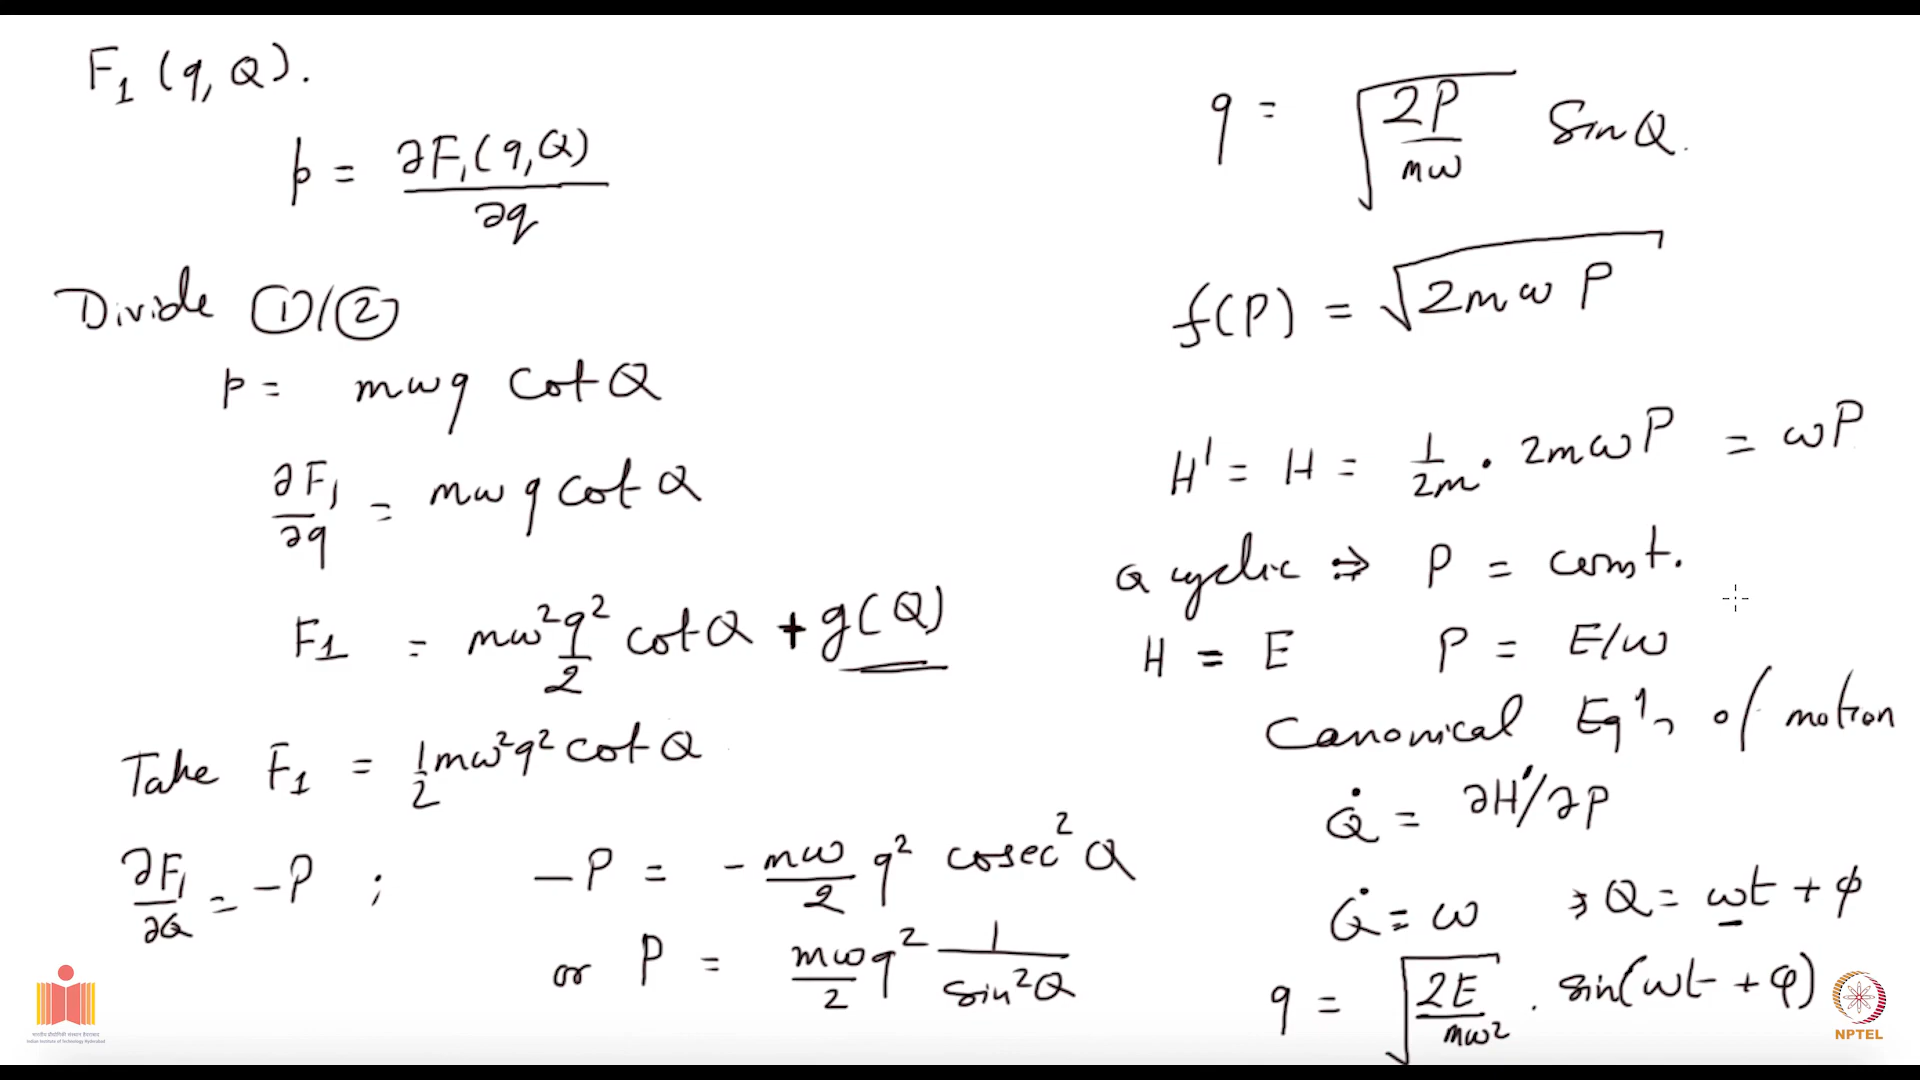 F₁ (q, Q).
p = ∂F₁(q,Q) / ∂q
Divide ①/②
p = mωq cot Q
∂F₁/∂q = mω q cot Q
F₁ = mω²q²/2 cot Q + g(Q)
Take F₁ = 1/2 mω²q² cot Q
∂F₁/∂Q = -P ; -P = - mω/2 q² cosec² Q
or P = mω/2 q² 1/sin²Q
q = √(2P/mω) Sin Q.
f(P) = √(2mω P)
H' = H = 1/2m · 2mωP = ωP
Q cyclic ⇒ P = const.
H = E P = E/ω
Canonical Eqⁿs of motion
Q̇ = ∂H'/∂P
Q̇ = ω ⇒ Q = ωt + ϕ
q = √(2E/mω²) . sin(ωt + φ)
NPTEL